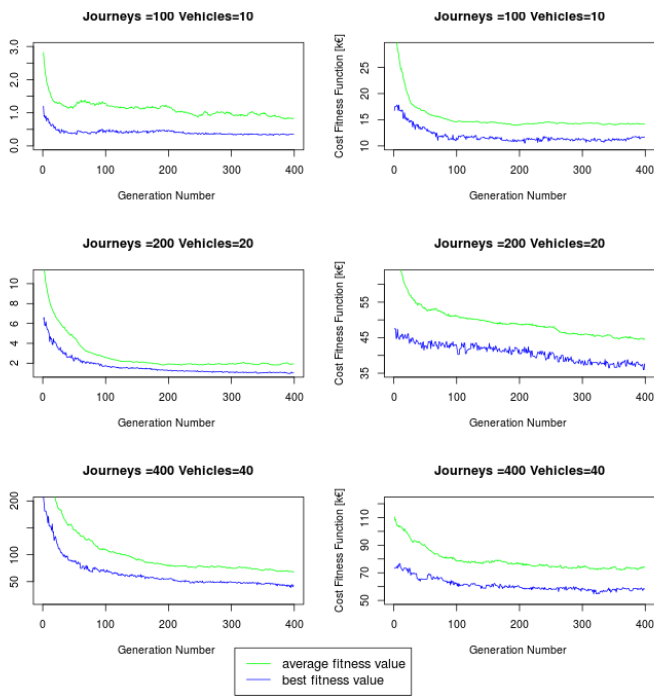 Journeys =100 Vehicles=10
3.0
2.0
1.0
0.0
0 100 200 300 400
Generation Number
Journeys =100 Vehicles=10
Cost Fitness Function [k€]
25
20
15
10
0 100 200 300 400
Generation Number
Journeys =200 Vehicles=20
10
8
6
4
2
0 100 200 300 400
Generation Number
Journeys =200 Vehicles=20
Cost Fitness Function [k€]
55
45
35
0 100 200 300 400
Generation Number
Journeys =400 Vehicles=40
200
100
50
0 100 200 300 400
Generation Number
Journeys =400 Vehicles=40
Cost Fitness Function [k€]
110
90
70
50
0 100 200 300 400
Generation Number
average fitness value
best fitness value